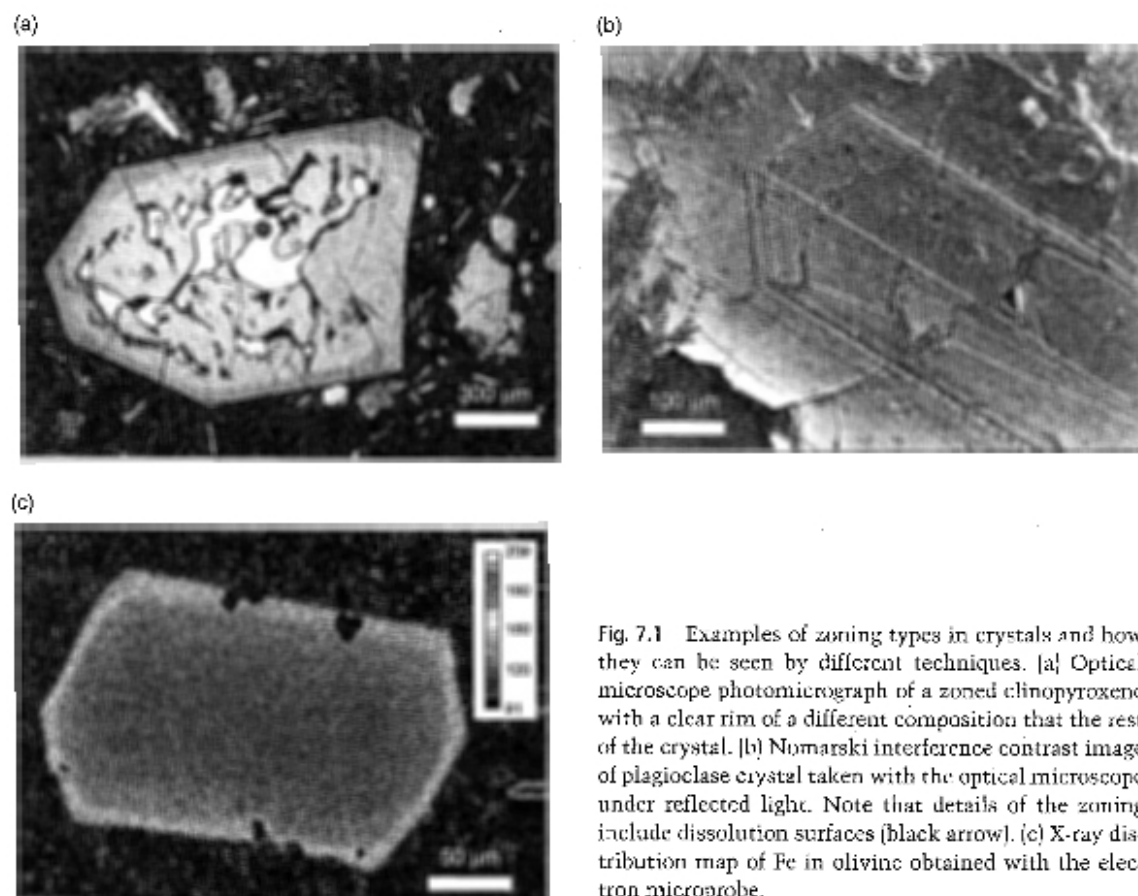 (a)
(b)
300 µm
100 µm
(c)
50 µm
Fig. 7.1 Examples of zoning types in crystals and how
they can be seen by different techniques. [a] Optical
microscope photomicrograph of a zoned clinopyroxene
with a clear rim of a different composition that the rest
of the crystal. [b] Nomarski interference contrast image
of plagioclase crystal taken with the optical microscope
under reflected light. Note that details of the zoning
include dissolution surfaces [black arrow]. (c) X-ray dis-
tribution map of Fe in olivine obtained with the elec-
tron microprobe.